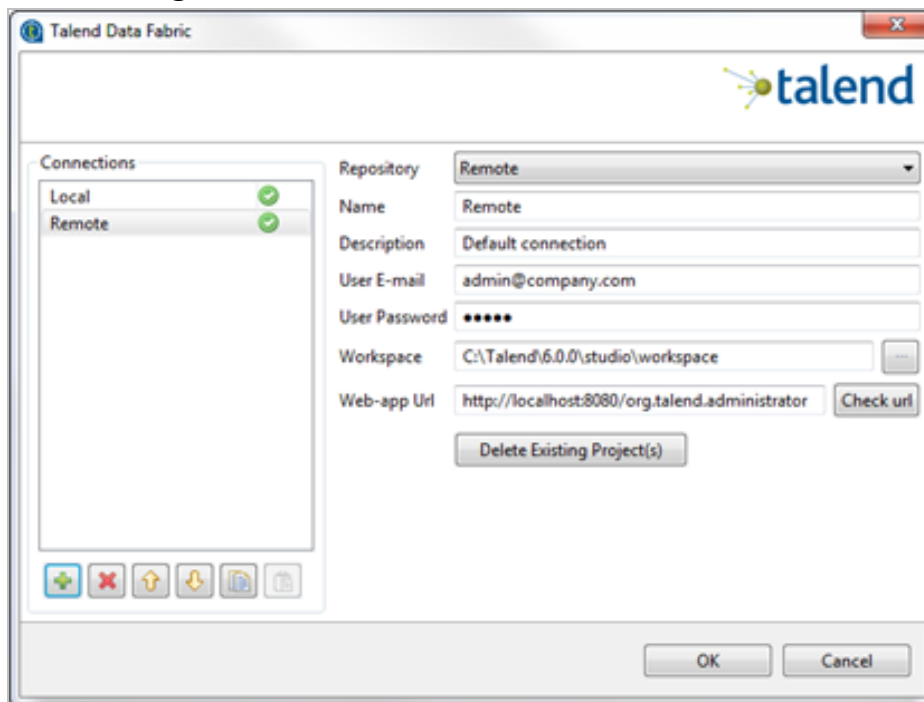 Talend Data Fabric
talend
Connections
Local
Remote
Repository Remote
Name Remote
Description Default connection
User E-mail admin@company.com
User Password •••••
Workspace C:\Talend\6.0.0\studio\workspace ...
Web-app Url http://localhost:8080/org.talend.administrator Check url
Delete Existing Project(s)
OK Cancel